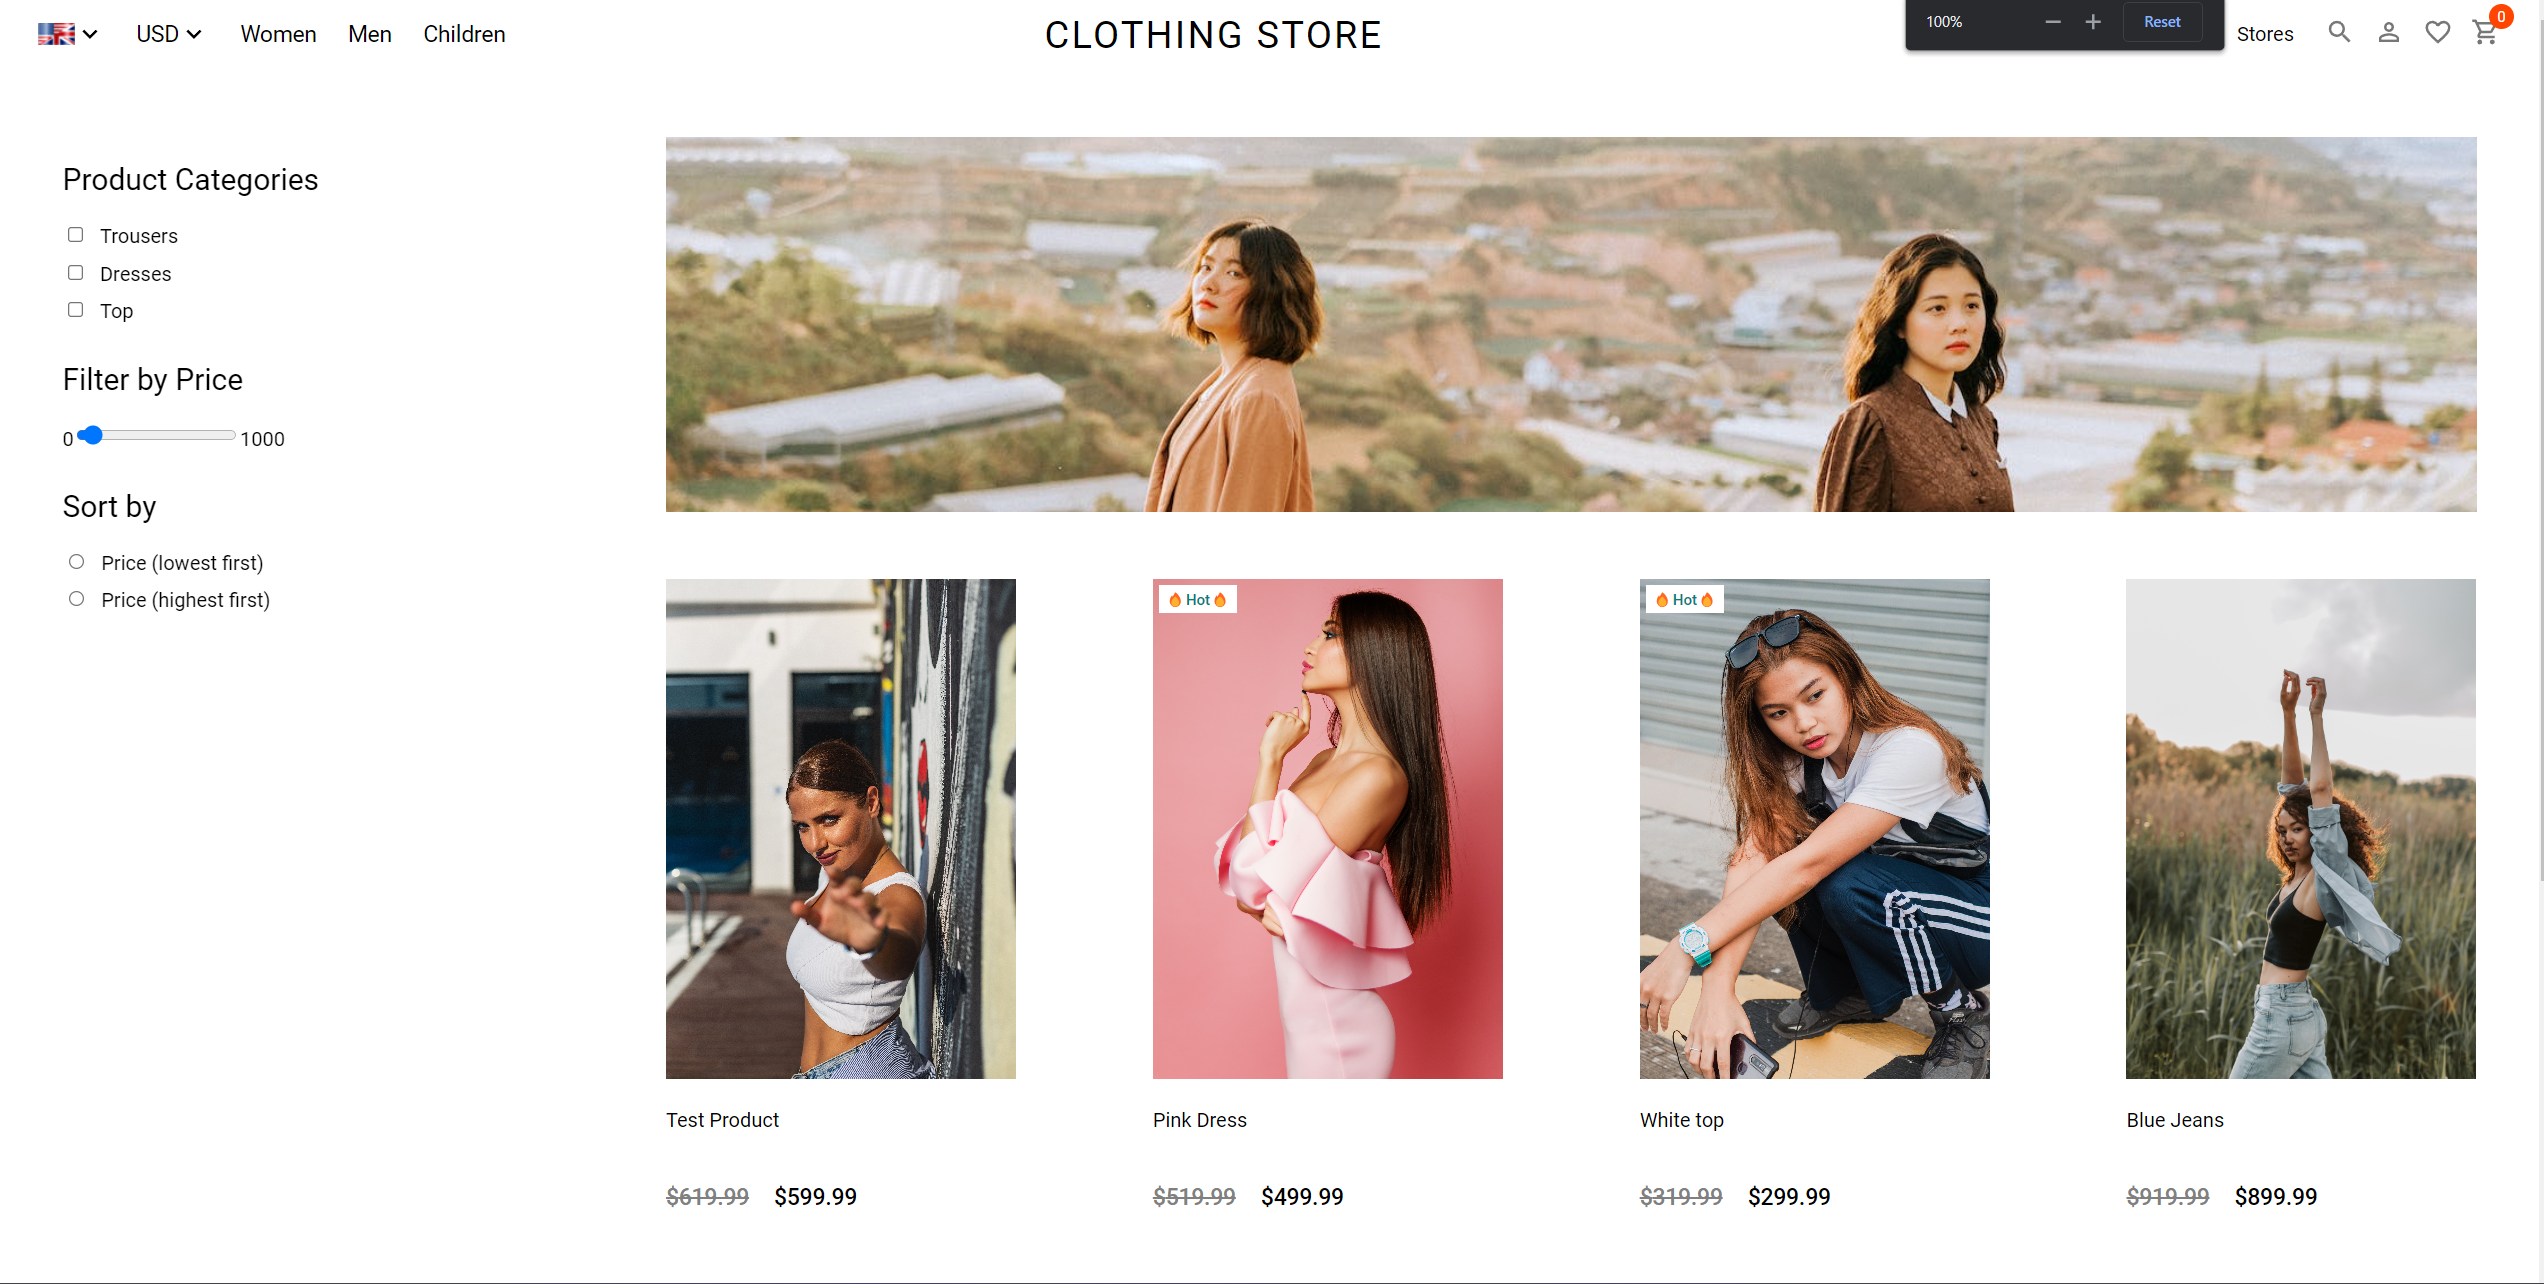 USD Women Men Children CLOTHING STORE 100% Reset Stores 0
Product Categories
Trousers
Dresses
Top
Filter by Price
0 1000
Sort by
Price (lowest first)
Price (highest first)
Hot
Hot
Test Product Pink Dress White top Blue Jeans
$619.99 $599.99 $519.99 $499.99 $319.99 $299.99 $919.99 $899.99